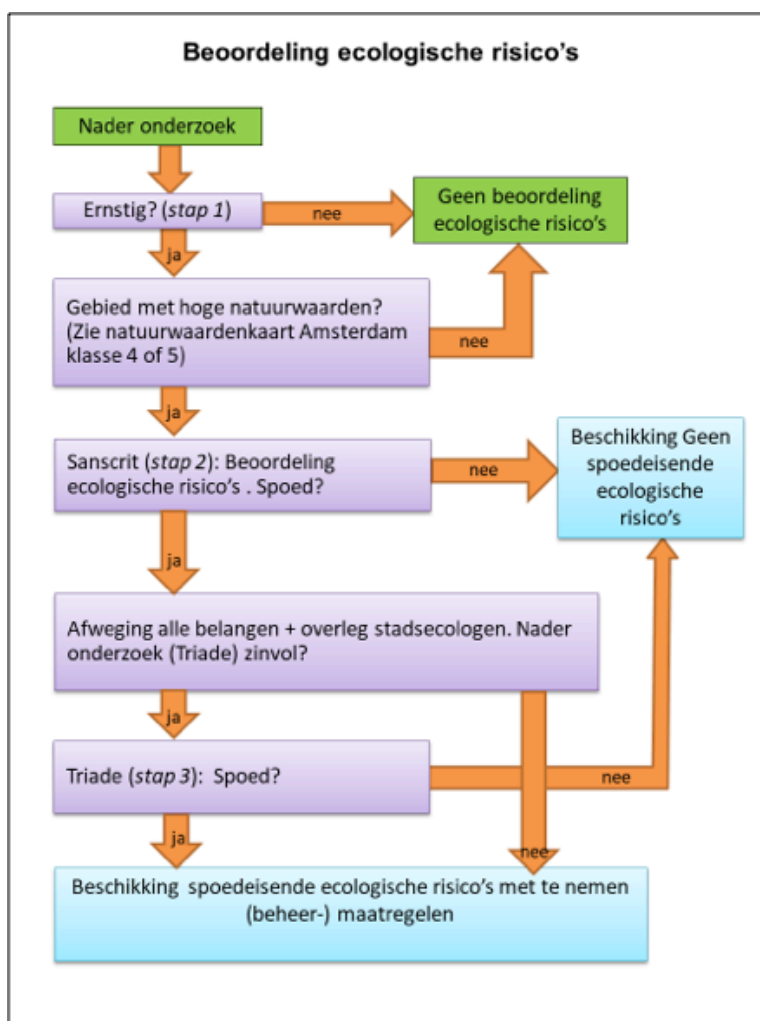 Beoordeling ecologische risico's
Nader onderzoek
Ernstig? (stap 1)
nee
Geen beoordeling
ecologische risico's
ja
Gebied met hoge natuurwaarden?
(Zie natuurwaardenkaart Amsterdam
klasse 4 of 5)
nee
ja
Sanscrit (stap 2): Beoordeling
ecologische risico's . Spoed?
nee
Beschikking Geen
spoedeisende
ecologische
risico's
ja
Afweging alle belangen + overleg stadsecologen. Nader
onderzoek (Triade) zinvol?
ja
Triade (stap 3): Spoed?
nee
ja
nee
Beschikking spoedeisende ecologische risico's met te nemen
(beheer-) maatregelen